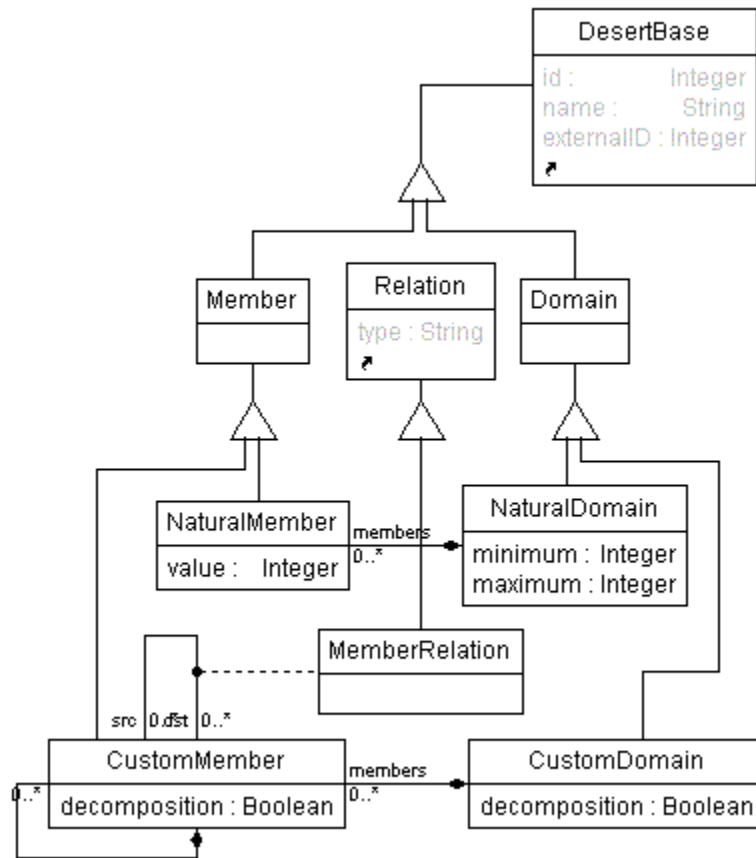 DesertBase
id : Integer
name : String
externalID : Integer
Member
Relation
Domain
type : String
NaturalMember
value : Integer
members
0..*
NaturalDomain
minimum : Integer
maximum : Integer
MemberRelation
src
dst 0..*
CustomMember
0..*
decomposition : Boolean
members
0..*
CustomDomain
decomposition : Boolean